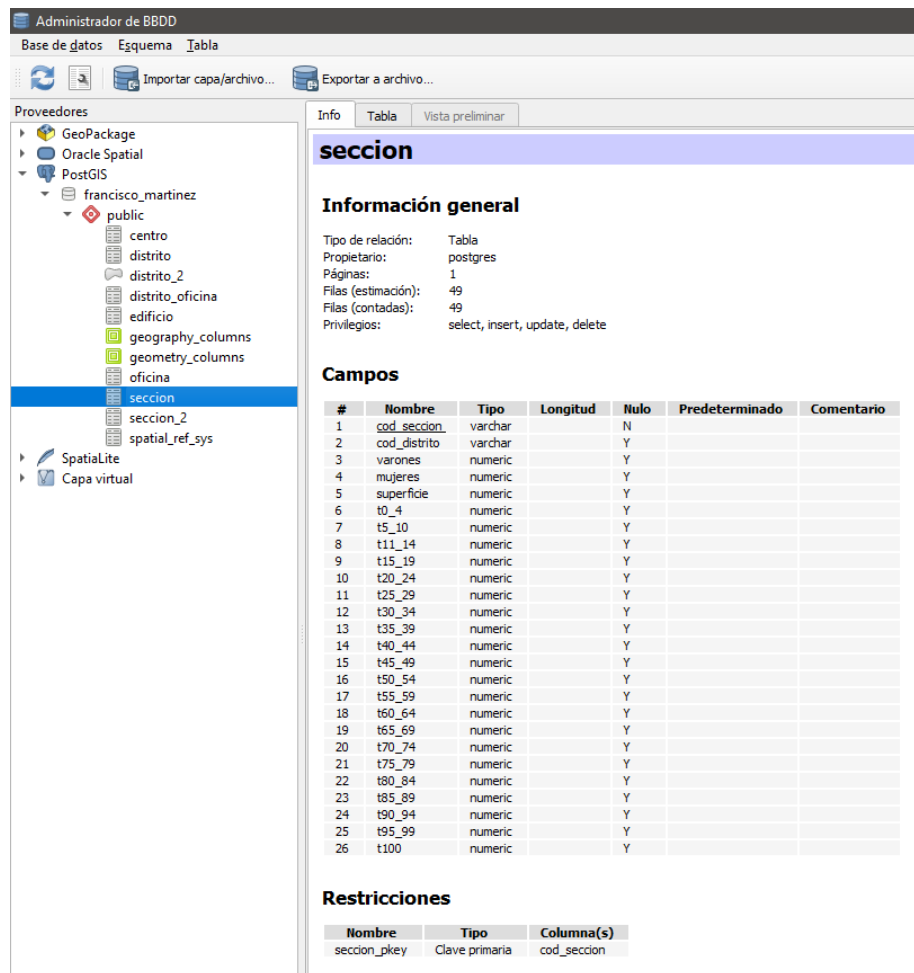 Administrador de BBDD
Base de datos Esquema Tabla
Importar capa/archivo... Exportar a archivo...
Proveedores
GeoPackage
Oracle Spatial
PostGIS
francisco_martinez
public
centro
distrito
distrito_2
distrito_oficina
edificio
geography_columns
geometry_columns
oficina
seccion
seccion_2
spatial_ref_sys
SpatiaLite
Capa virtual
Info Tabla Vista preliminar
seccion
Información general
Tipo de relación: Tabla
Propietario: postgres
Páginas: 1
Filas (estimación): 49
Filas (contadas): 49
Privilegios: select, insert, update, delete
Campos
# Nombre Tipo Longitud Nulo Predeterminado Comentario
1 cod_seccion varchar N
2 cod_distrito varchar Y
3 varones numeric Y
4 mujeres numeric Y
5 superficie numeric Y
6 t0_4 numeric Y
7 t5_10 numeric Y
8 t11_14 numeric Y
9 t15_19 numeric Y
10 t20_24 numeric Y
11 t25_29 numeric Y
12 t30_34 numeric Y
13 t35_39 numeric Y
14 t40_44 numeric Y
15 t45_49 numeric Y
16 t50_54 numeric Y
17 t55_59 numeric Y
18 t60_64 numeric Y
19 t65_69 numeric Y
20 t70_74 numeric Y
21 t75_79 numeric Y
22 t80_84 numeric Y
23 t85_89 numeric Y
24 t90_94 numeric Y
25 t95_99 numeric Y
26 t100 numeric Y
Restricciones
Nombre Tipo Columna(s)
seccion_pkey Clave primaria cod_seccion